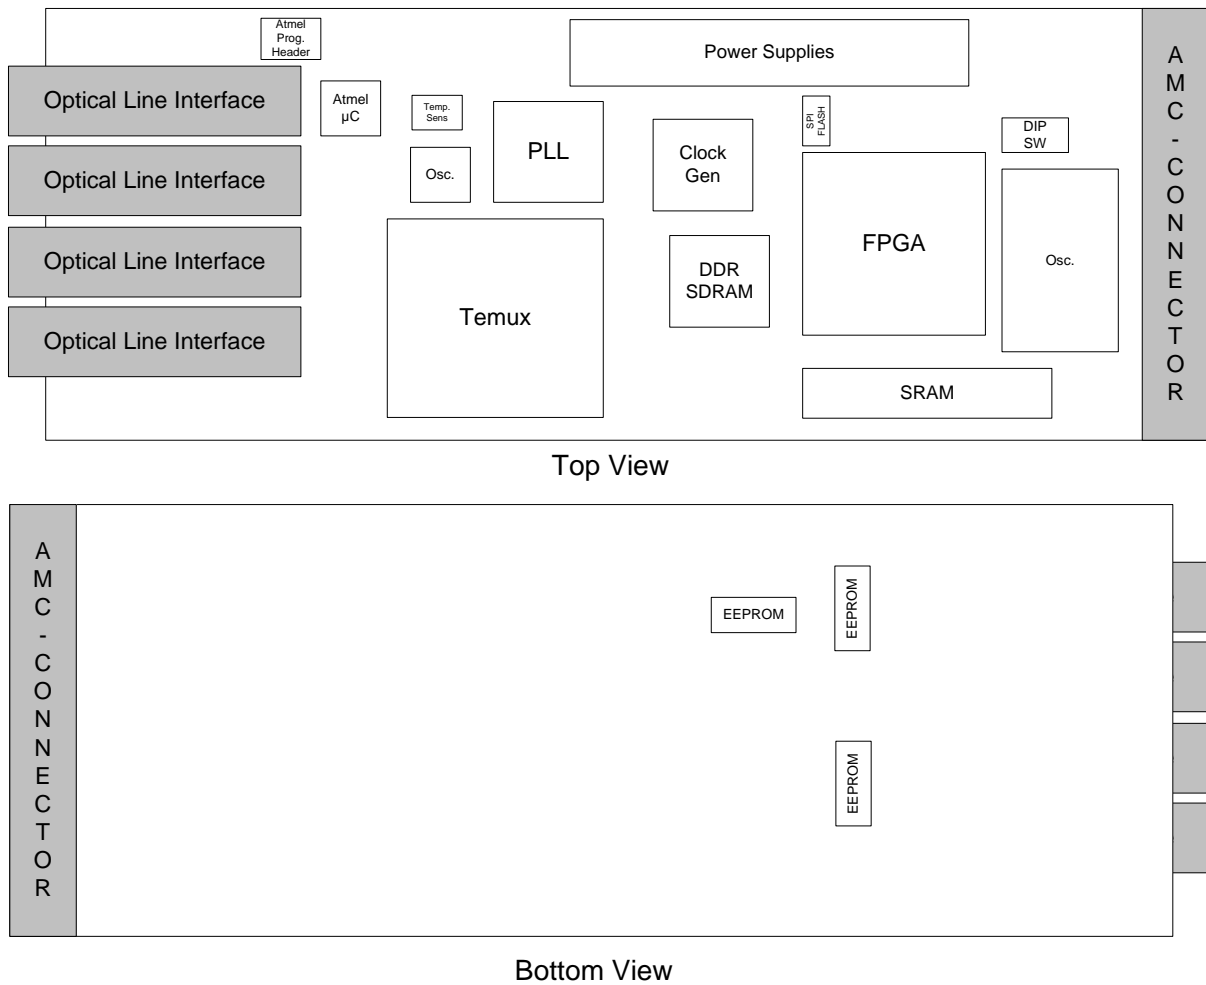 Atmel
Prog.
Header
Power Supplies
Optical Line Interface
Atmel
µC
Temp.
Sens
PLL
Clock
Gen
SPI
FLASH
DIP
SW
Optical Line Interface
Osc.
Optical Line Interface
Temux
DDR
SDRAM
FPGA
Osc.
Optical Line Interface
SRAM
A
M
C
-
C
O
N
N
E
C
T
O
R
Top View
A
M
C
-
C
O
N
N
E
C
T
O
R
EEPROM
EEPROM
EEPROM
Bottom View